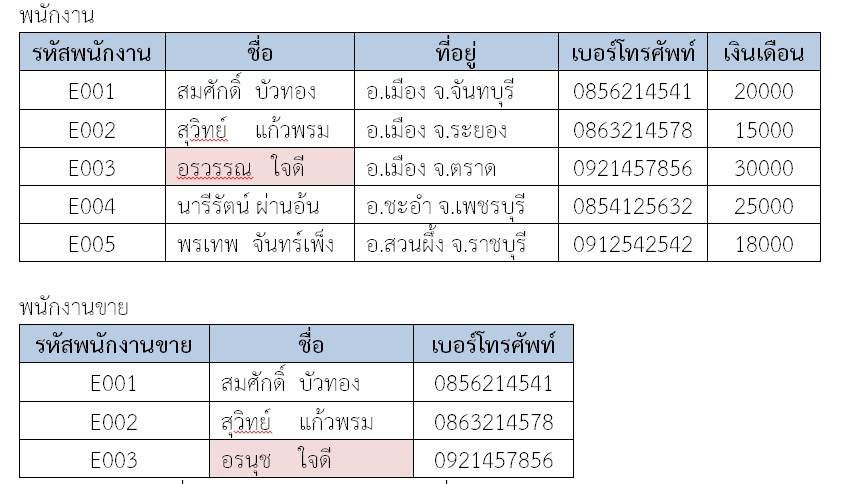 พนักงาน
รหัสพนักงาน ชื่อ ที่อยู่ เบอร์โทรศัพท์ เงินเดือน
E001 สมศักดิ์ บัวทอง อ.เมือง จ.จันทบุรี 0856214541 20000
E002 สุวิทย์ แก้วพรม อ.เมือง จ.ระยอง 0863214578 15000
E003 อรวรรณ ใจดี อ.เมือง จ.ตราด 0921457856 30000
E004 นารีรัตน์ ผ่านอ้น อ.ชะอำ จ.เพชรบุรี 0854125632 25000
E005 พรเทพ จันทร์เพ็ง อ.สวนผึ้ง จ.ราชบุรี 0912542542 18000
พนักงานขาย
รหัสพนักงานขาย ชื่อ เบอร์โทรศัพท์
E001 สมศักดิ์ บัวทอง 0856214541
E002 สุวิทย์ แก้วพรม 0863214578
E003 อรนุช ใจดี 0921457856